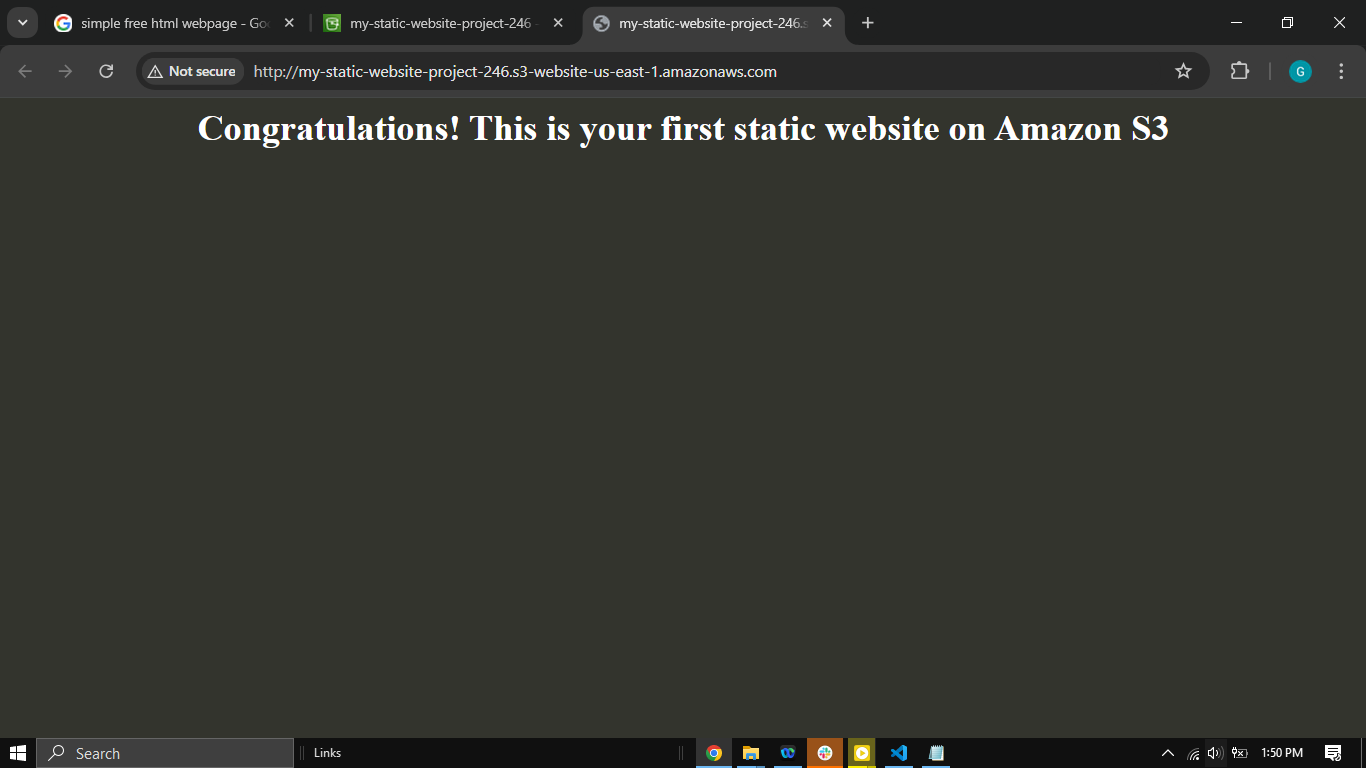 simple free html webpage - Goo
my-static-website-project-246 -
my-static-website-project-246.s
Not secure
http://my-static-website-project-246.s3-website-us-east-1.amazonaws.com
G
Congratulations! This is your first static website on Amazon S3
Search
Links
1:50 PM